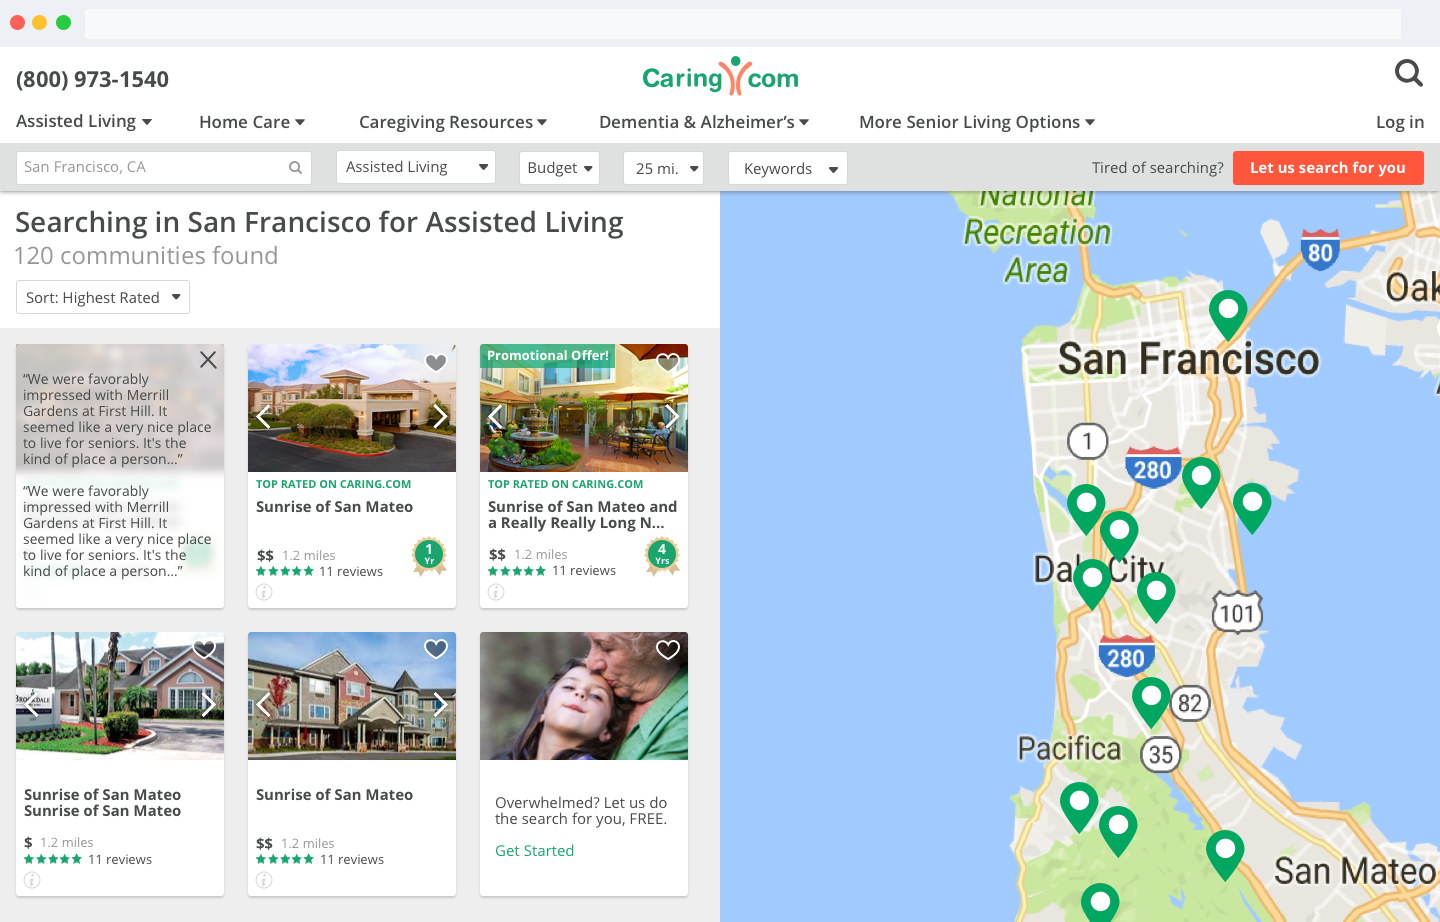 (800) 973-1540
Caring com
Assisted Living
Home Care
Caregiving Resources
Dementia & Alzheimer’s
More Senior Living Options
Log in
San Francisco, CA
Assisted Living
Budget
25 mi.
Keywords
Tired of searching?
Let us search for you
Searching in San Francisco for Assisted Living
120 communities found
Sort: Highest Rated
“We were favorably
impressed with Merrill
Gardens at First Hill. It
seemed like a very nice place
to live for seniors. It's the
kind of place a person...”
“We were favorably
impressed with Merrill
Gardens at First Hill. It
seemed like a very nice place
to live for seniors. It's the
kind of place a person...”
TOP RATED ON CARING.COM
Sunrise of San Mateo
$$ 1.2 miles
11 reviews
1
Yr
Promotional Offer!
TOP RATED ON CARING.COM
Sunrise of San Mateo and
a Really Really Long N...
$$ 1.2 miles
11 reviews
4
Yrs
Sunrise of San Mateo
Sunrise of San Mateo
$ 1.2 miles
11 reviews
Sunrise of San Mateo
$$ 1.2 miles
11 reviews
Overwhelmed? Let us do
the search for you, FREE.
Get Started
National
Recreation
Area
80
Oak
San Francisco
1
280
City
101
280
82
Pacifica
35
San Mateo